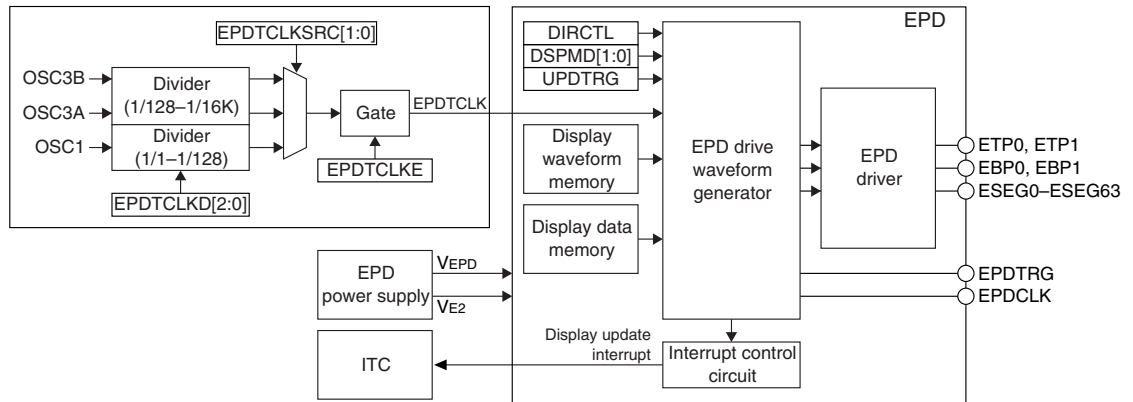 EPDTCLKSRC[1:0]
OSC3B
OSC3A
OSC1
Divider
(1/128–1/16K)
Divider
(1/1–1/128)
EPDTCLKD[2:0]
Gate
EPDTCLKE
EPDTCLK
EPD
DIRCTL
DSPMD[1:0]
UPDTRG
Display
waveform
memory
Display data
memory
EPD drive
waveform
generator
EPD
driver
ETP0, ETP1
EBP0, EBP1
ESEG0–ESEG63
EPDTRG
EPDCLK
EPD
power supply
VEPD
VE2
ITC
Display update
interrupt
Interrupt control
circuit